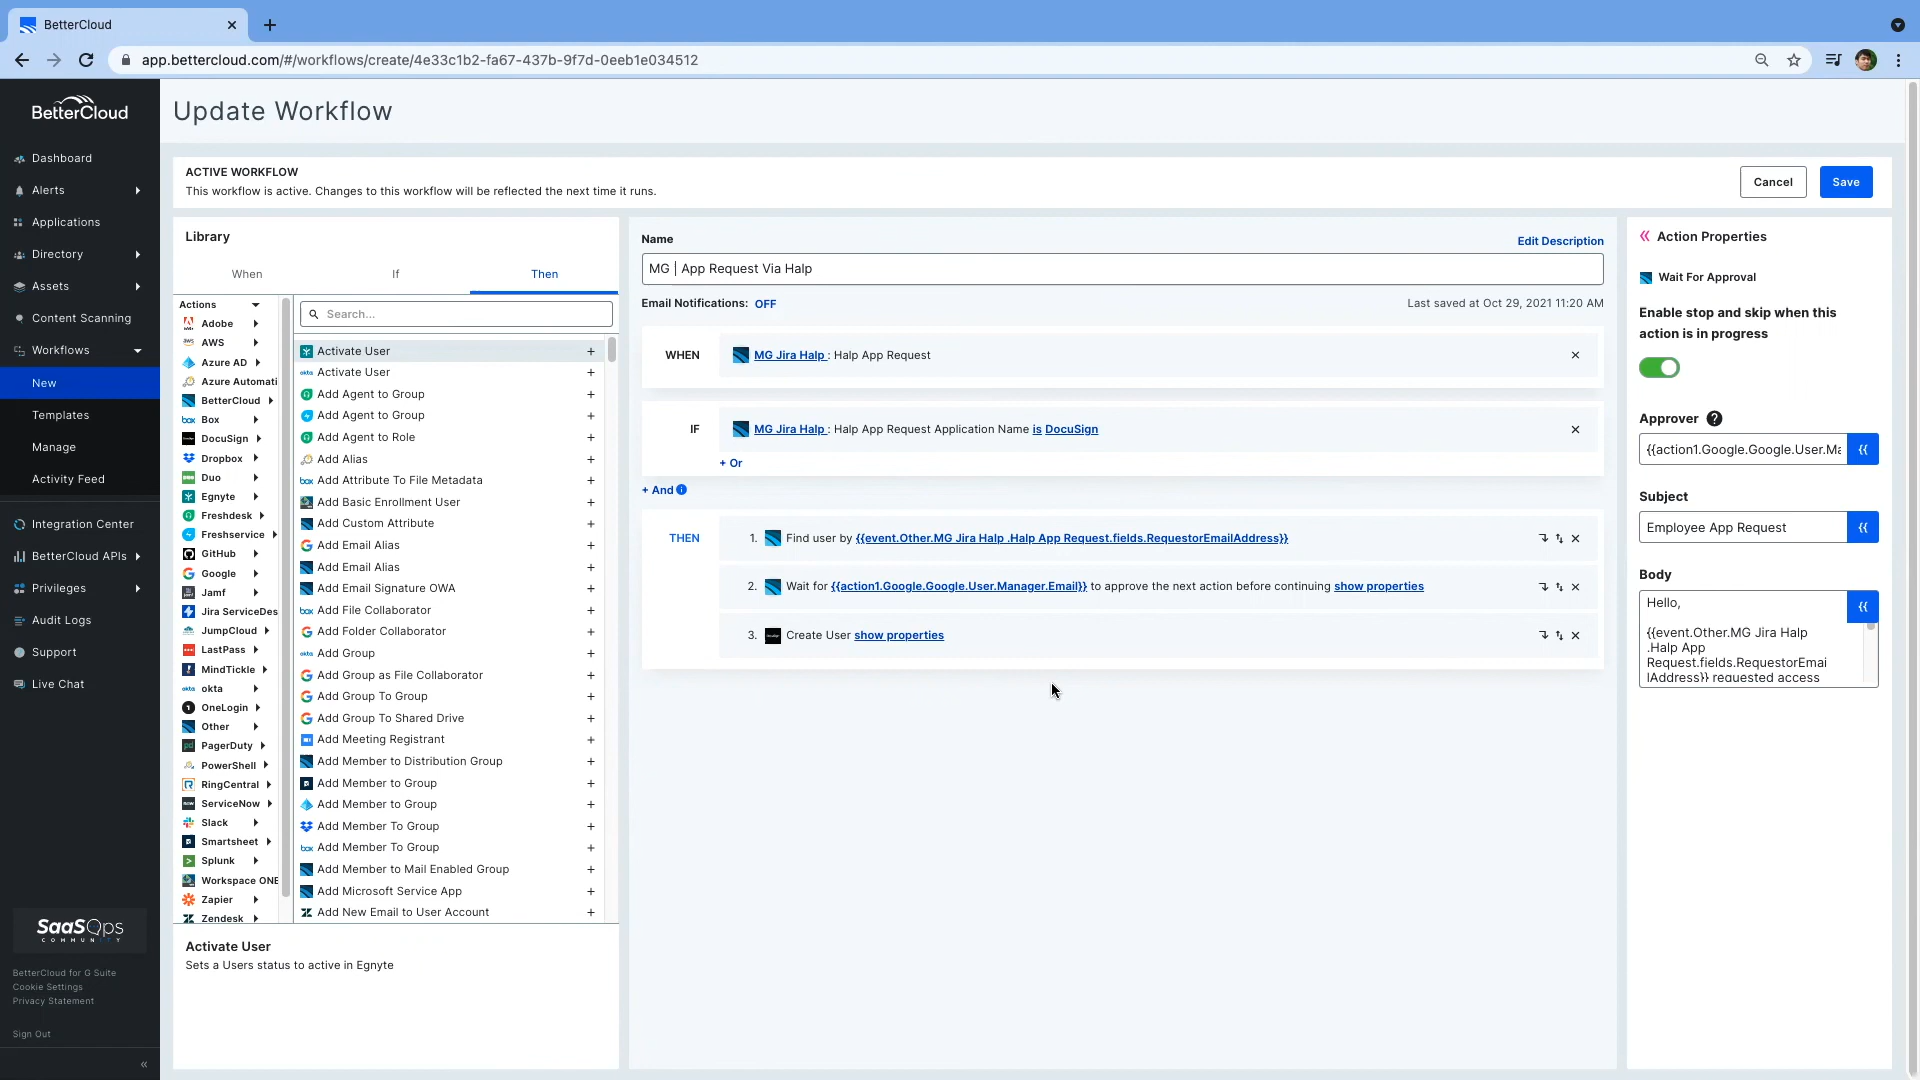 BetterCloud
app.bettercloud.com/#/workflows/create/4e33c1b2-fa67-437b-9f7d-0eeb1e034512
BetterCloud
Dashboard
Alerts
Applications
Directory
Assets
Content Scanning
Workflows
New
Templates
Manage
Activity Feed
Integration Center
BetterCloud APIs
Privileges
Audit Logs
Support
Live Chat
SaaSOps
COMMUNITY
BetterCloud for G Suite
Cookie Settings
Privacy Statement
Sign Out
«
Update Workflow
ACTIVE WORKFLOW
This workflow is active. Changes to this workflow will be reflected the next time it runs.
Cancel
Save
Library
When
If
Then
Actions
Adobe
AWS
Azure AD
Azure Automati
BetterCloud
Box
DocuSign
Dropbox
Duo
Egnyte
Freshdesk
Freshservice
GitHub
Google
Jamf
Jira ServiceDes
JumpCloud
LastPass
MindTickle
okta
OneLogin
Other
PagerDuty
PowerShell
RingCentral
ServiceNow
Slack
Smartsheet
Splunk
Workspace ONE
Zapier
Zendesk
Search...
Activate User +
okta Activate User +
Add Agent to Group +
Add Agent to Group +
Add Agent to Role +
Add Alias +
box Add Attribute To File Metadata +
Add Basic Enrollment User +
Add Custom Attribute +
Add Email Alias +
Add Email Alias +
Add Email Signature OWA +
box Add File Collaborator +
Add Folder Collaborator +
okta Add Group +
Add Group as File Collaborator +
Add Group To Group +
Add Group To Shared Drive +
Add Meeting Registrant +
Add Member to Distribution Group +
Add Member to Group +
Add Member to Group +
Add Member To Group +
box Add Member To Group +
Add Member to Mail Enabled Group +
Add Microsoft Service App +
Add New Email to User Account +
Activate User
Sets a Users status to active in Egnyte
Name
Edit Description
MG | App Request Via Halp
Email Notifications: OFF
Last saved at Oct 29, 2021 11:20 AM
WHEN MG Jira Halp : Halp App Request
IF MG Jira Halp : Halp App Request Application Name is DocuSign
+ Or
+ And
THEN 1. Find user by {{event.Other.MG Jira Halp .Halp App Request.fields.RequestorEmailAddress}}
2. Wait for {{action1.Google.Google.User.Manager.Email}} to approve the next action before continuing show properties
3. Create User show properties
« Action Properties
Wait For Approval
Enable stop and skip when this
action is in progress
Approver ?
{{action1.Google.Google.User.Ma {{
Subject
Employee App Request {{
Body
Hello, {{
{{event.Other.MG Jira Halp
.Halp App
Request.fields.RequestorEmai
lAddress}} requested access